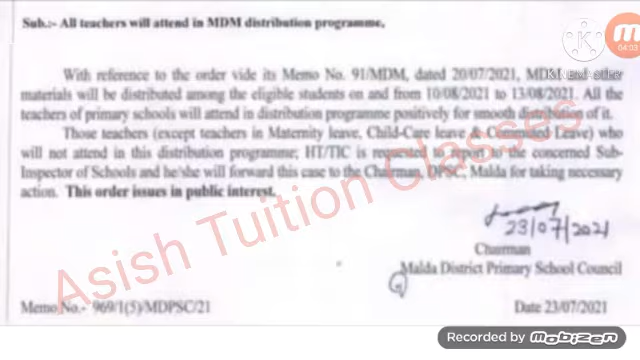 Sub.:- All teachers will attend in MDM distribution programme.
04:03
KINEMASTER
With reference to the order vide its Memo No. 91/MDM, dated 20/07/2021, MDM
materials will be distributed among the eligible students on and from 10/08/2021 to 13/08/2021. All the
teachers of primary schools will attend in distribution programme positively for smooth distribution of it.
Those teachers (except teachers in Maternity leave, Child-Care leave & Commuted Leave) who
will not attend in this distribution programme; HT/TIC is requested to report to the concerned Sub-
Inspector of Schools and he/she will forward this case to the Chairman, DPSC, Malda for taking necessary
action. This order issues in public interest.
Asish Tuition Classes
23/07/2021
Chairman
Malda District Primary School Council
Memo No.- 969/1(5)/MDPSC/21
Date 23/07/2021
Recorded by Mobizen